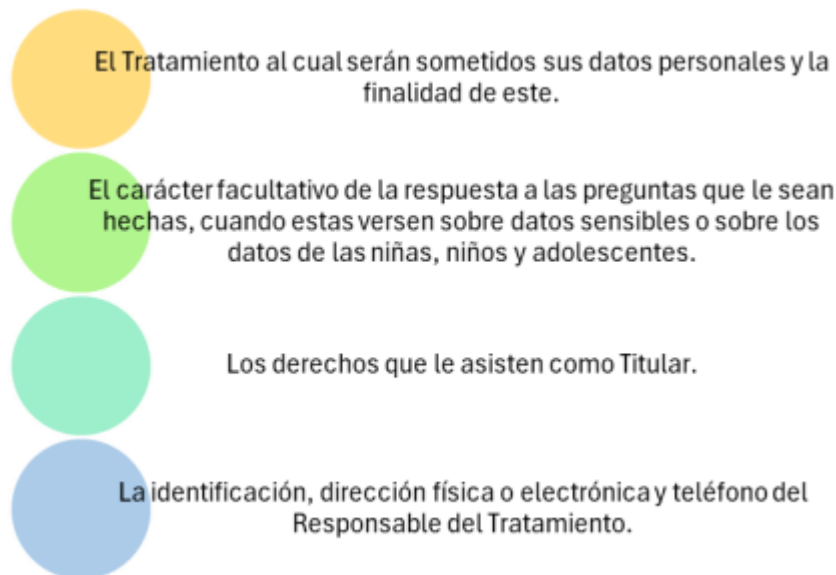 El Tratamiento al cual serán sometidos sus datos personales y la
finalidad de este.
El carácter facultativo de la respuesta a las preguntas que le sean
hechas, cuando estas versen sobre datos sensibles o sobre los
datos de las niñas, niños y adolescentes.
Los derechos que le asisten como Titular.
La identificación, dirección física o electrónica y teléfono del
Responsable del Tratamiento.